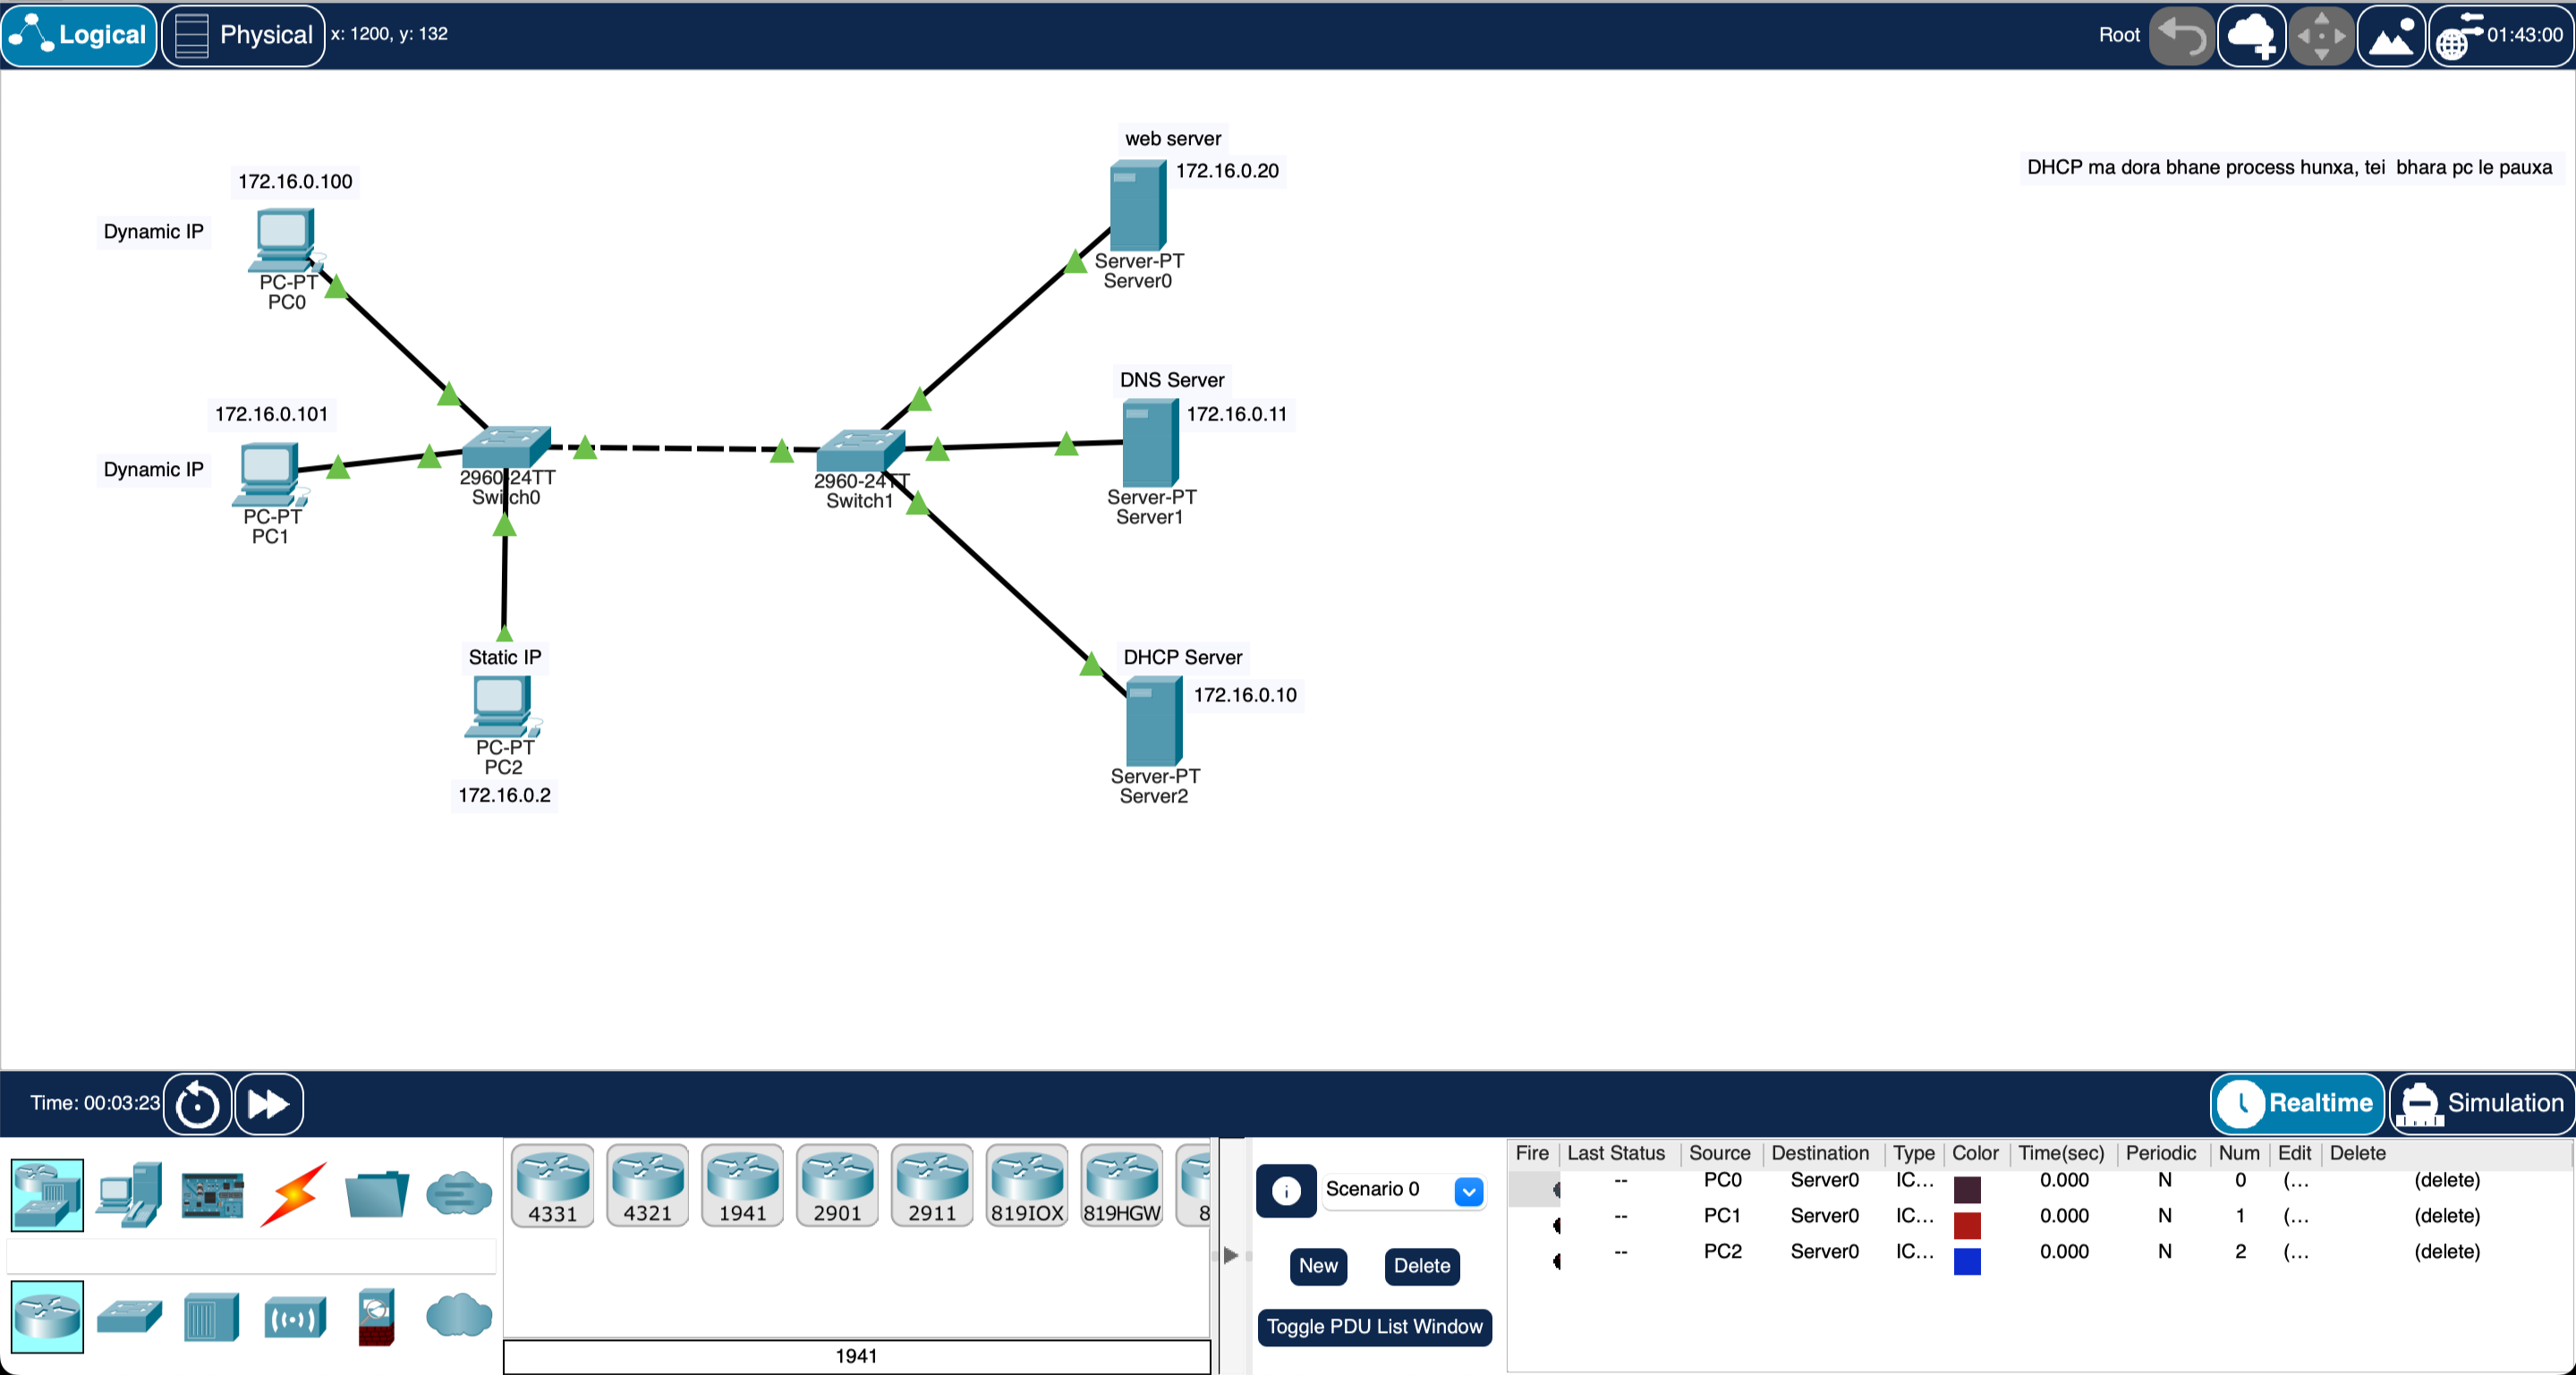 Logical
Physical
x: 1200, y: 132
Root
01:43:00
web server
172.16.0.20
DHCP ma dora bhane process hunxa, tei  bhara pc le pauxa
172.16.0.100
Dynamic IP
PC-PT
PC0
Server-PT
Server0
DNS Server
172.16.0.11
172.16.0.101
Dynamic IP
PC-PT
PC1
2960-24TT
Switch0
2960-24TT
Switch1
Server-PT
Server1
Static IP
PC-PT
PC2
172.16.0.2
DHCP Server
172.16.0.10
Server-PT
Server2
Time: 00:03:23
Realtime
Simulation
4331
4321
1941
2901
2911
819IOX
819HGW
8
1941
Scenario 0
New
Delete
Toggle PDU List Window
Fire Last Status Source Destination Type Color Time(sec) Periodic Num Edit Delete
-- PC0 Server0 IC... 0.000 N 0 (... (delete)
-- PC1 Server0 IC... 0.000 N 1 (... (delete)
-- PC2 Server0 IC... 0.000 N 2 (... (delete)